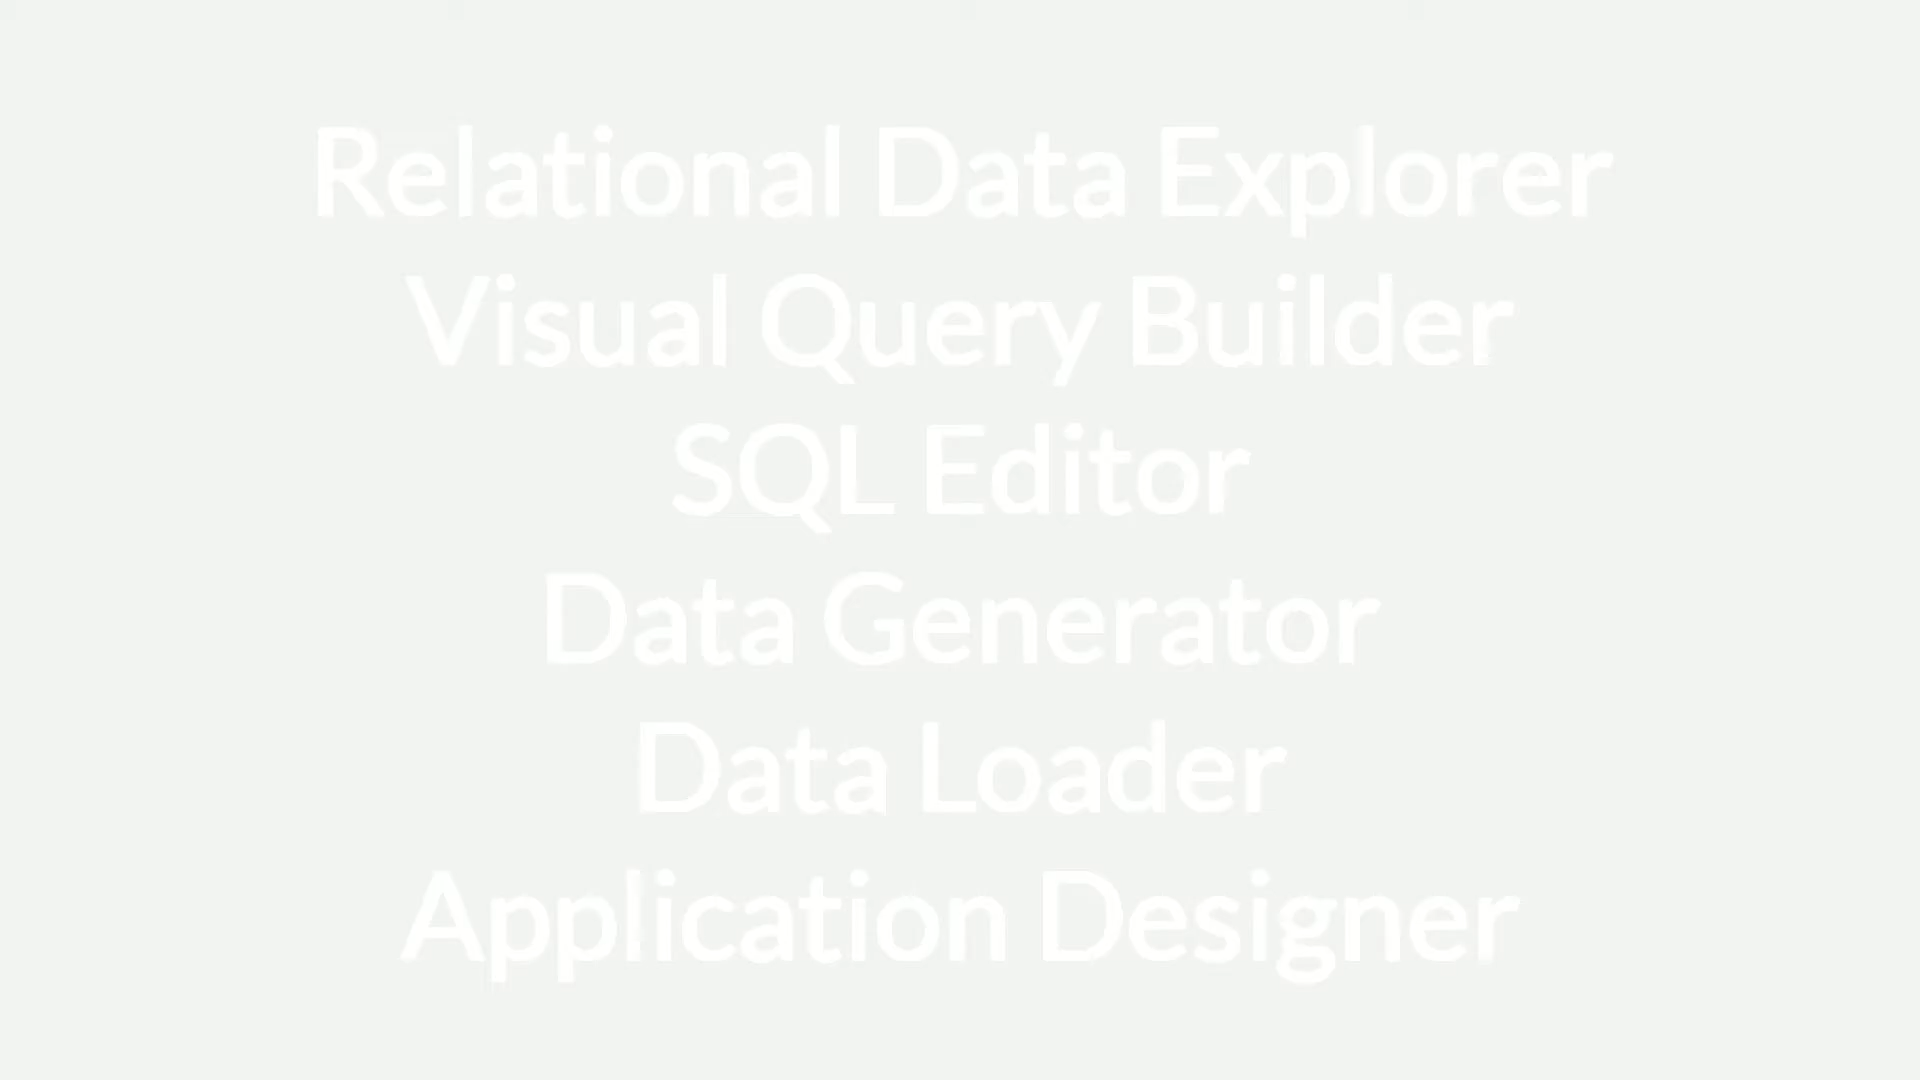 Relational Data Explorer
Visual Query Builder
SQL Editor
Data Generator
Data Loader
Application Designer